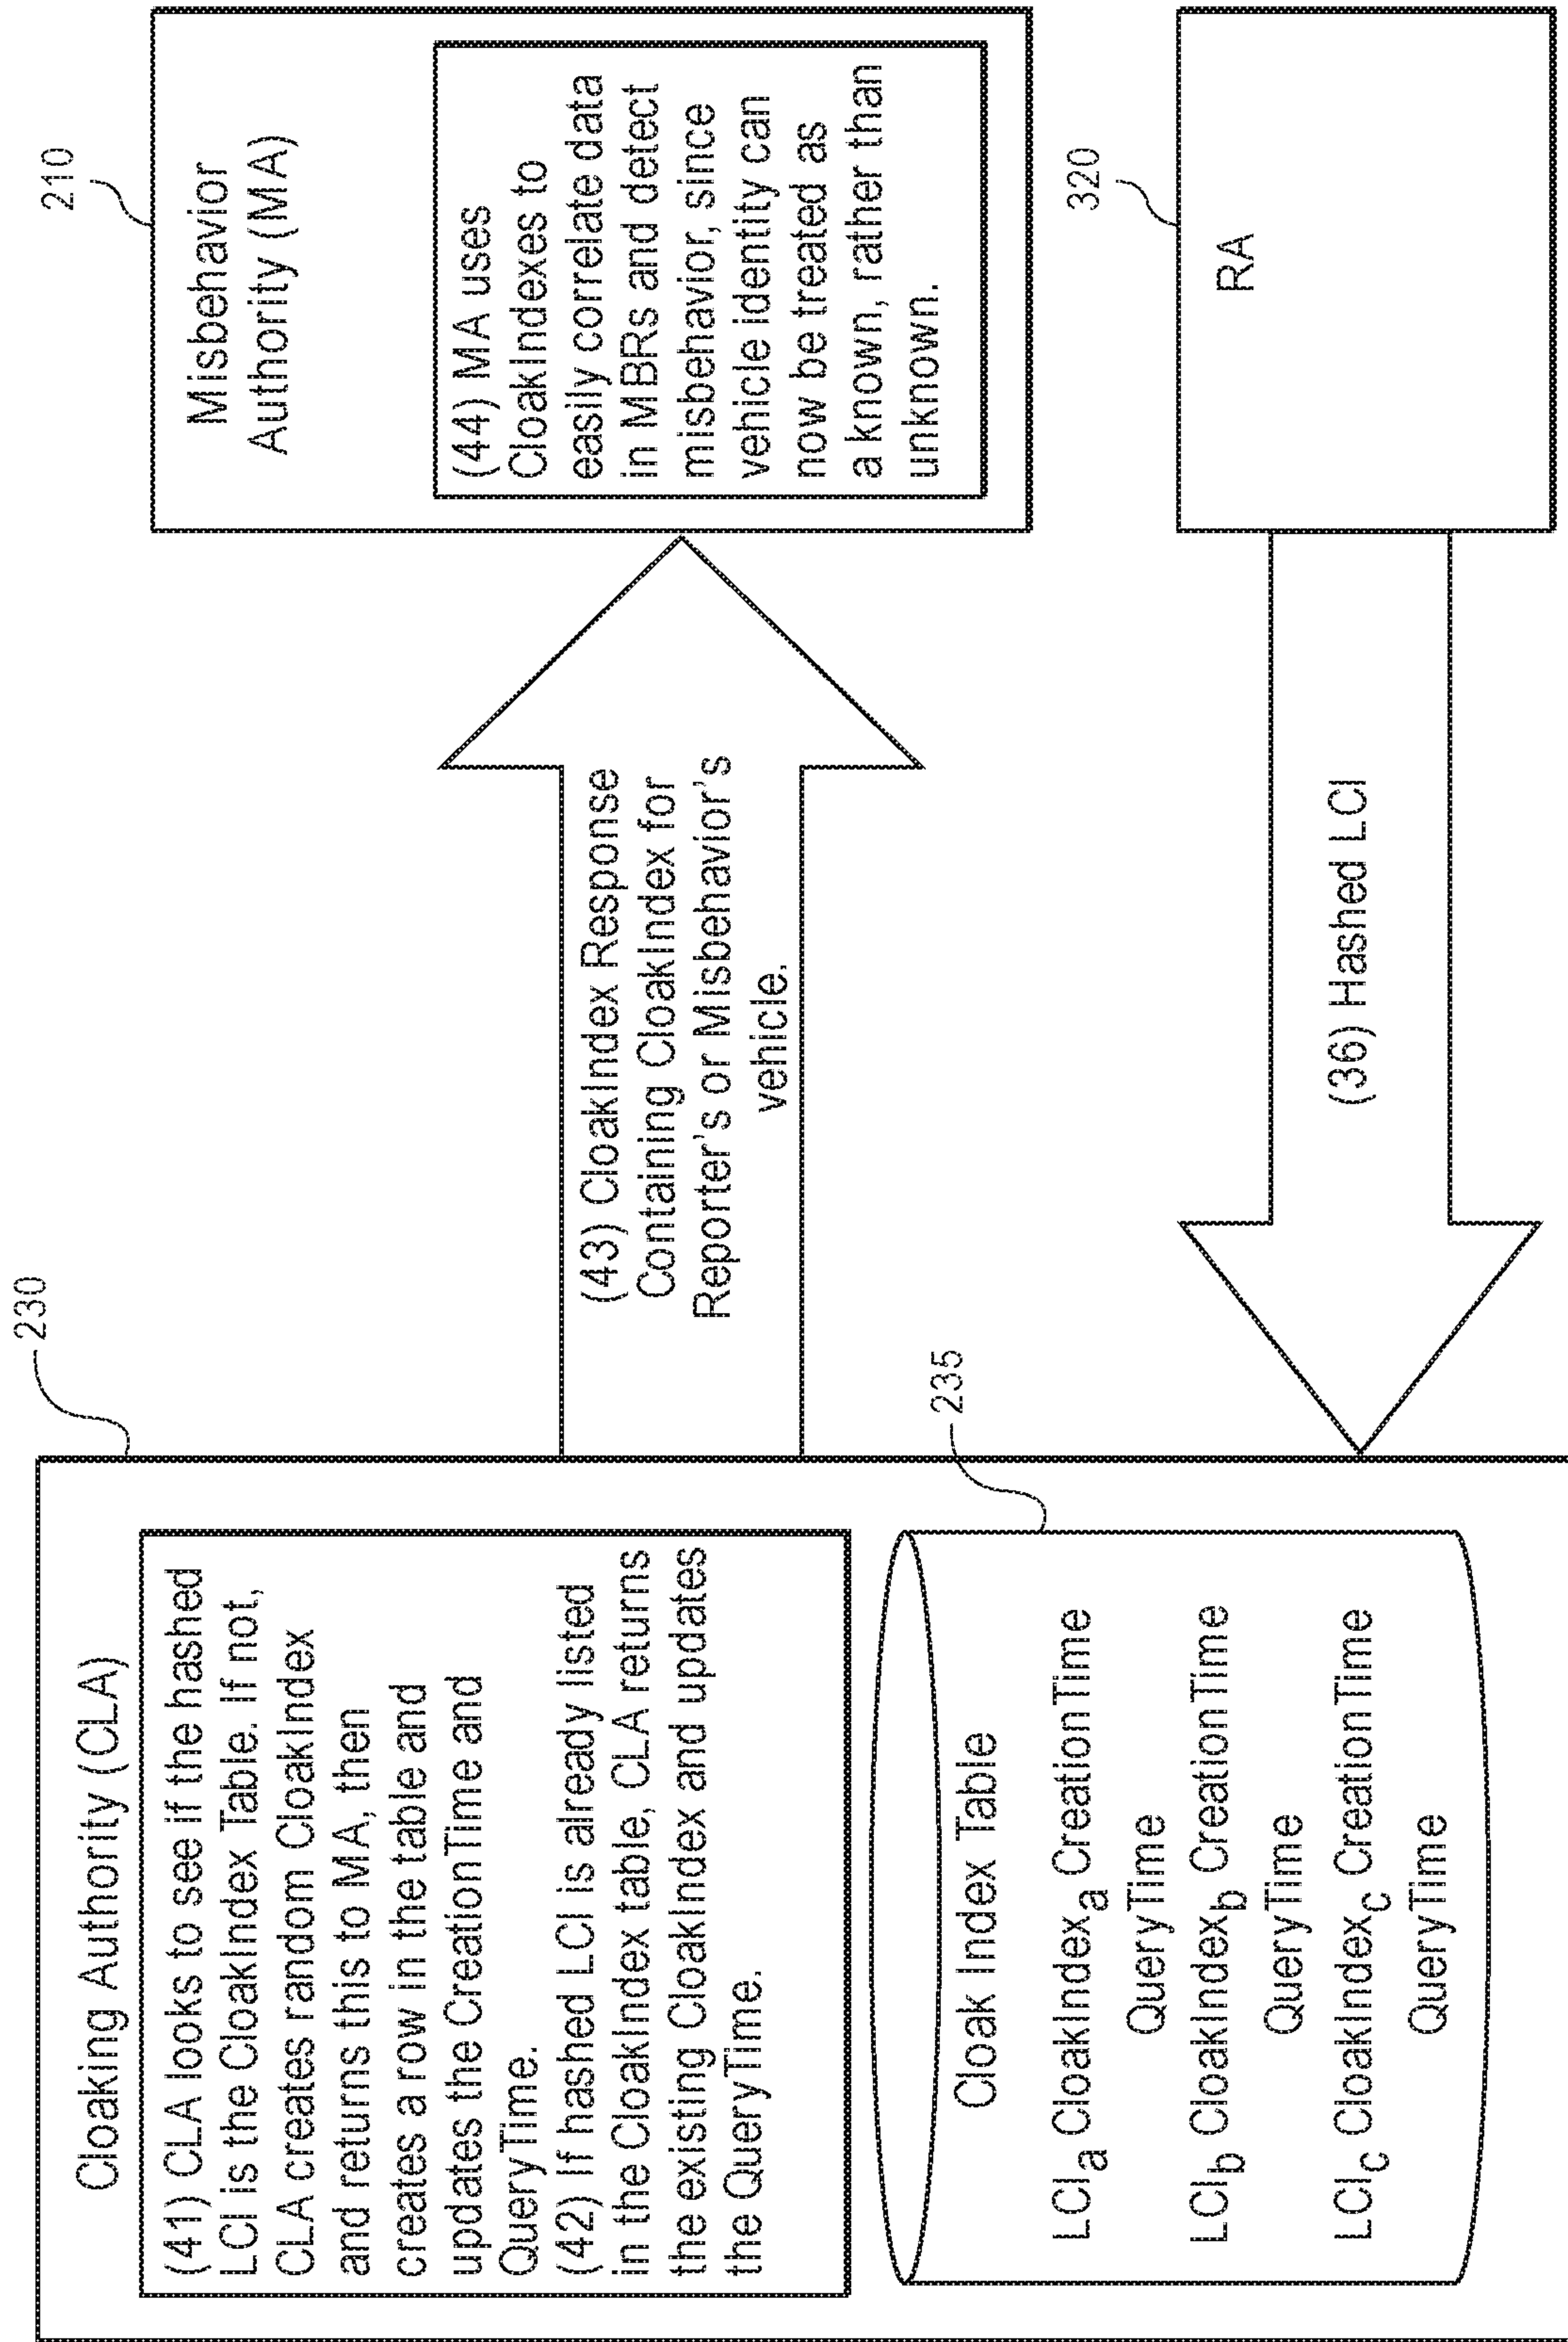 230
Cloaking Authority (CLA)
(41) CLA looks to see if the hashed
LCI is the CloakIndex Table. If not,
CLA creates random CloakIndex
and returns this to MA, then
creates a row in the table and
updates the CreationTime and
QueryTime.
(42) If hashed LCI is already listed
in the CloakIndex table, CLA returns
the existing CloakIndex and updates
the QueryTime.
235
Cloak Index Table
LCIa CloakIndexa CreationTime
QueryTime
LCIb CloakIndexb CreationTime
QueryTime
LCIc CloakIndexc CreationTime
QueryTime
(43) CloakIndex Response
Containing CloakIndex for
Reporter's or Misbehavior's
vehicle.
(36) Hashed LCI
210
Misbehavior
Authority (MA)
(44) MA uses
CloakIndexes to
easily correlate data
in MBRs and detect
misbehavior, since
vehicle identity can
now be treated as
a known, rather than
unknown.
320
RA